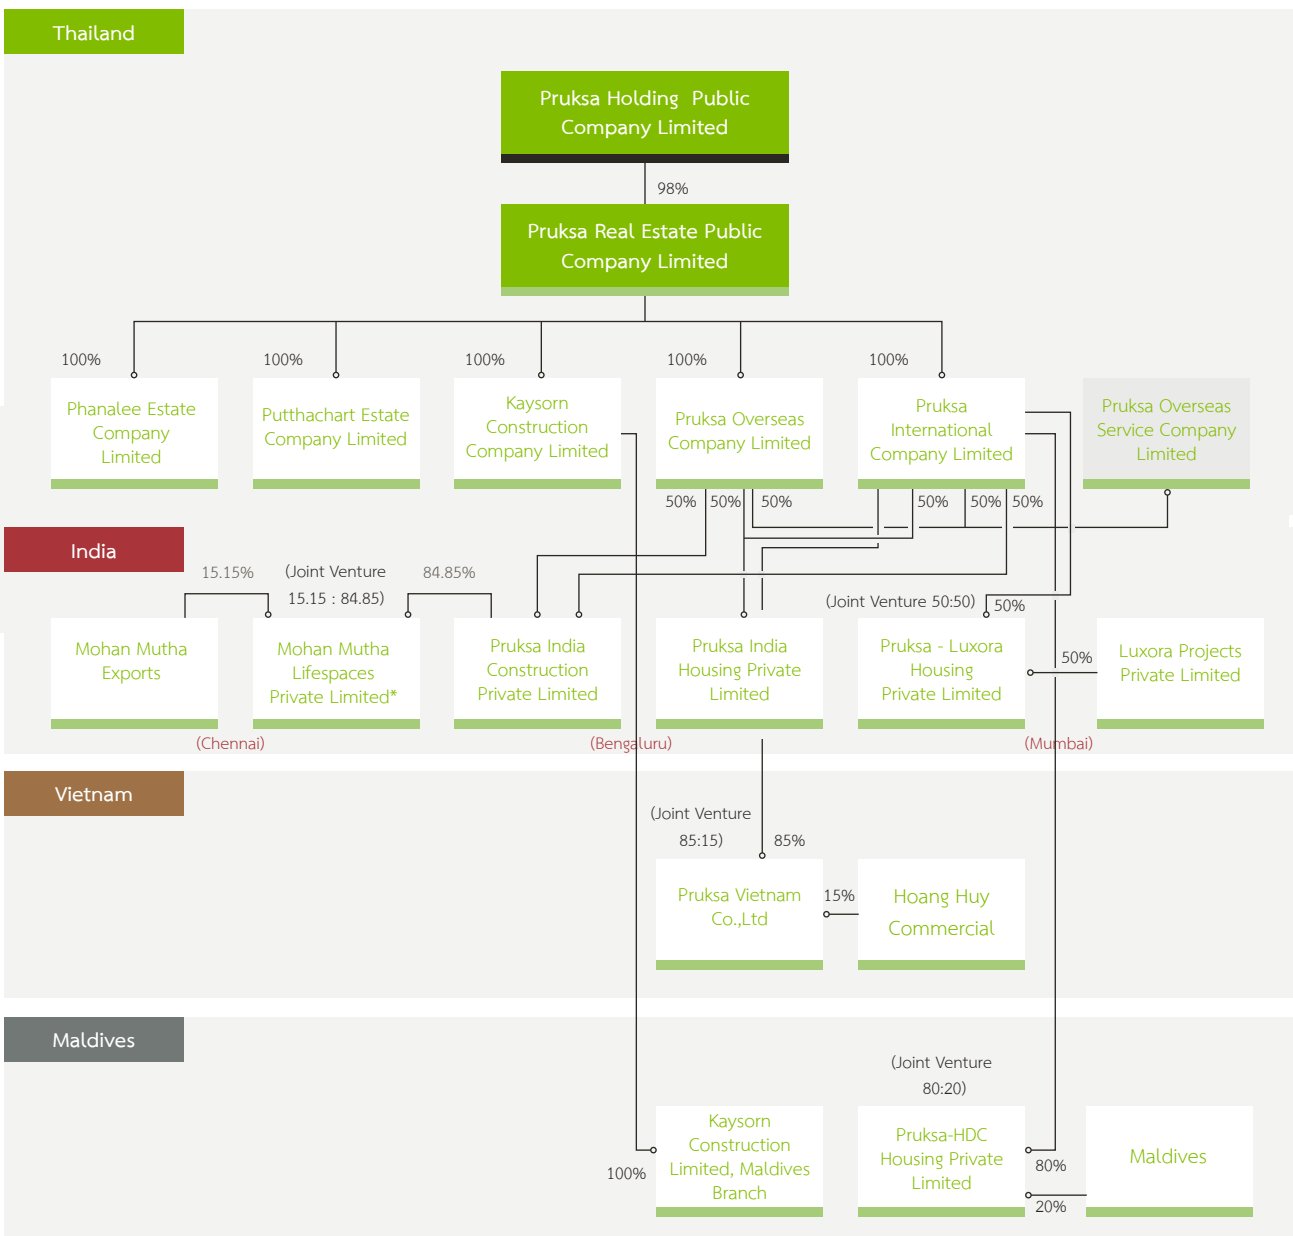 Thailand
Pruksa Holding Public
Company Limited
98%
Pruksa Real Estate Public
Company Limited
100%
100%
100%
100%
100%
Phanalee Estate
Company
Limited
Putthachart Estate
Company Limited
Kaysorn
Construction
Company Limited
Pruksa Overseas
Company Limited
Pruksa
International
Company Limited
Pruksa Overseas
Service Company
Limited
50%
50%
50%
50%
50%
50%
India
15.15%
(Joint Venture
15.15 : 84.85)
84.85%
(Joint Venture 50:50)
50%
Mohan Mutha
Exports
Mohan Mutha
Lifespaces
Private Limited*
Pruksa India
Construction
Private Limited
Pruksa India
Housing Private
Limited
Pruksa - Luxora
Housing
Private Limited
50%
Luxora Projects
Private Limited
(Chennai)
(Bengaluru)
(Mumbai)
Vietnam
(Joint Venture
85:15)
85%
Pruksa Vietnam
Co.,Ltd
15%
Hoang Huy
Commercial
Maldives
(Joint Venture
80:20)
100%
Kaysorn
Construction
Limited, Maldives
Branch
Pruksa-HDC
Housing Private
Limited
80%
20%
Maldives